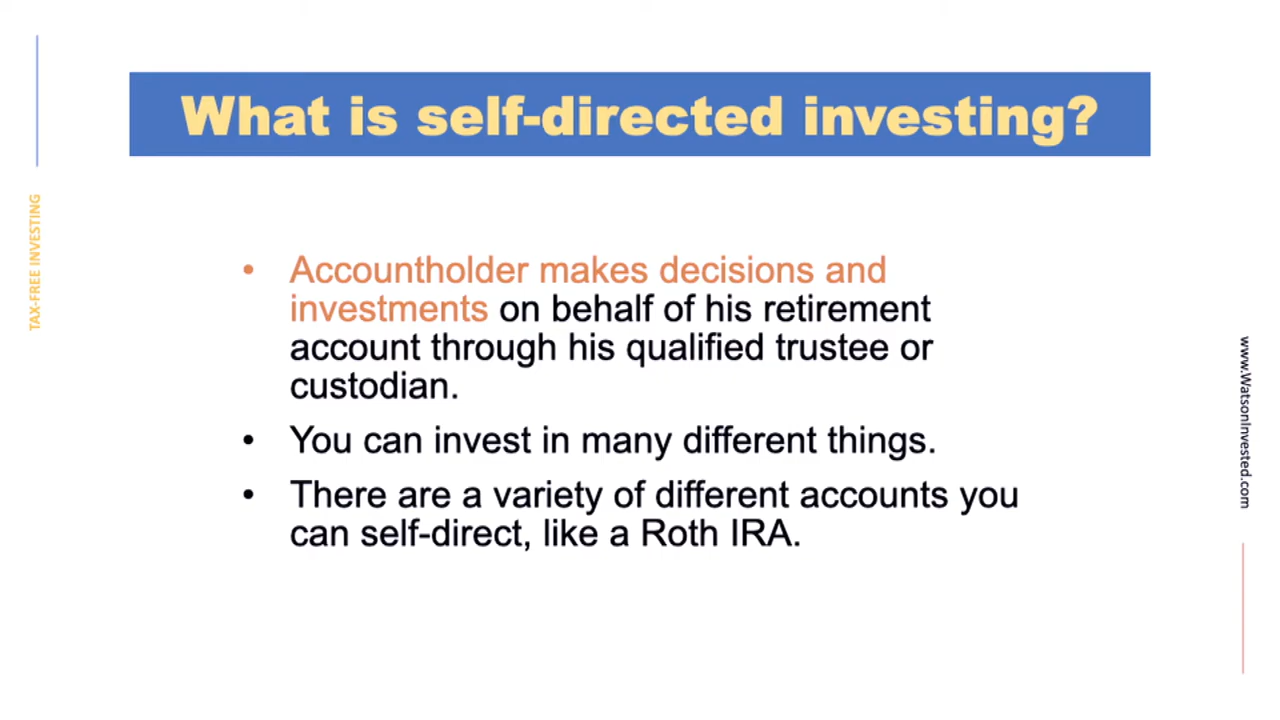 What is self-directed investing?
TAX-FREE INVESTING
• Accountholder makes decisions and
investments on behalf of his retirement
account through his qualified trustee or
custodian.
• You can invest in many different things.
• There are a variety of different accounts you
can self-direct, like a Roth IRA.
www.WatsonInvested.com